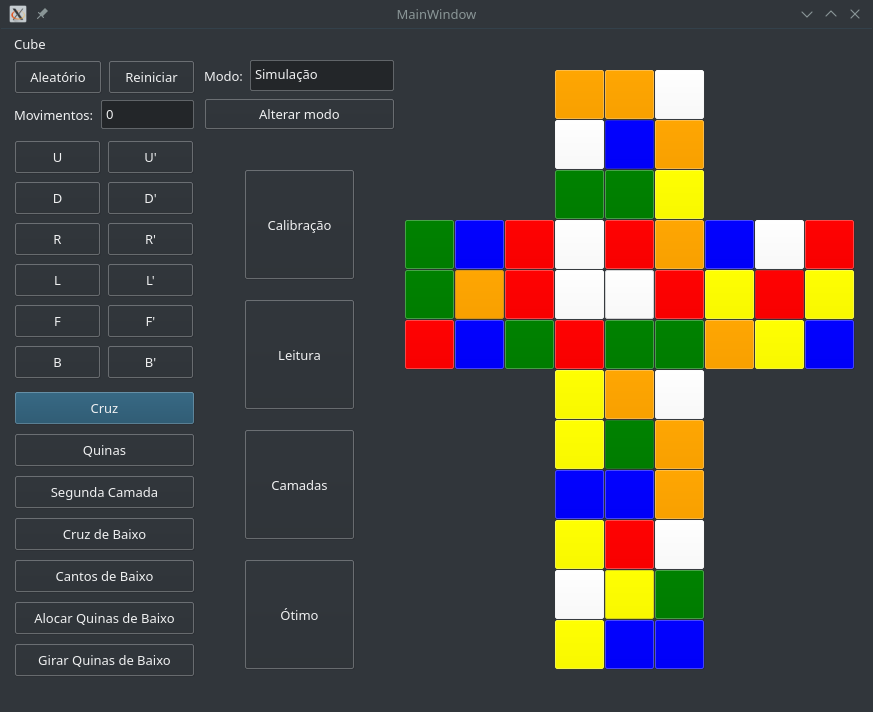 MainWindow
Cube
Aleatório Reiniciar Modo: Simulação
Movimentos: 0 Alterar modo
U U'
D D'
R R'
L L'
F F'
B B'
Cruz
Quinas
Segunda Camada
Cruz de Baixo
Cantos de Baixo
Alocar Quinas de Baixo
Girar Quinas de Baixo
Calibração
Leitura
Camadas
Ótimo